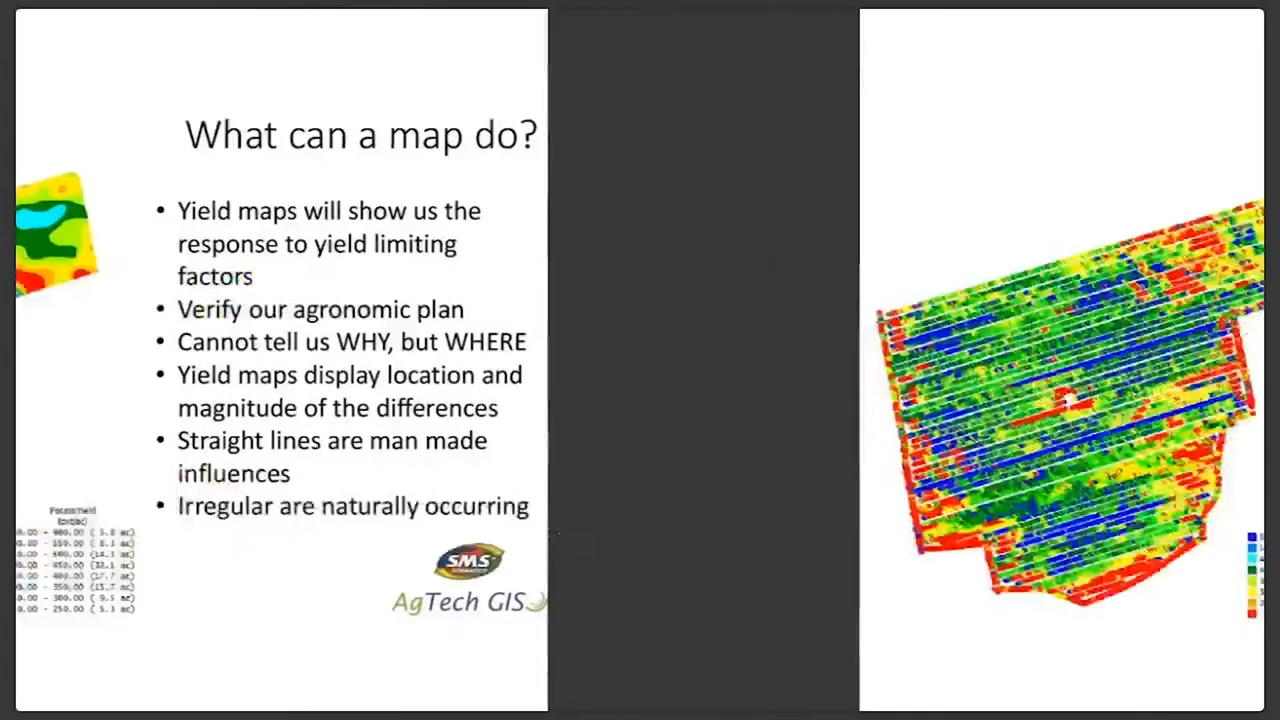 What can a map do?
• Yield maps will show us the
response to yield limiting
factors
• Verify our agronomic plan
• Cannot tell us WHY, but WHERE
• Yield maps display location and
magnitude of the differences
• Straight lines are man made
influences
• Irregular are naturally occurring
SMS
AgTech GIS